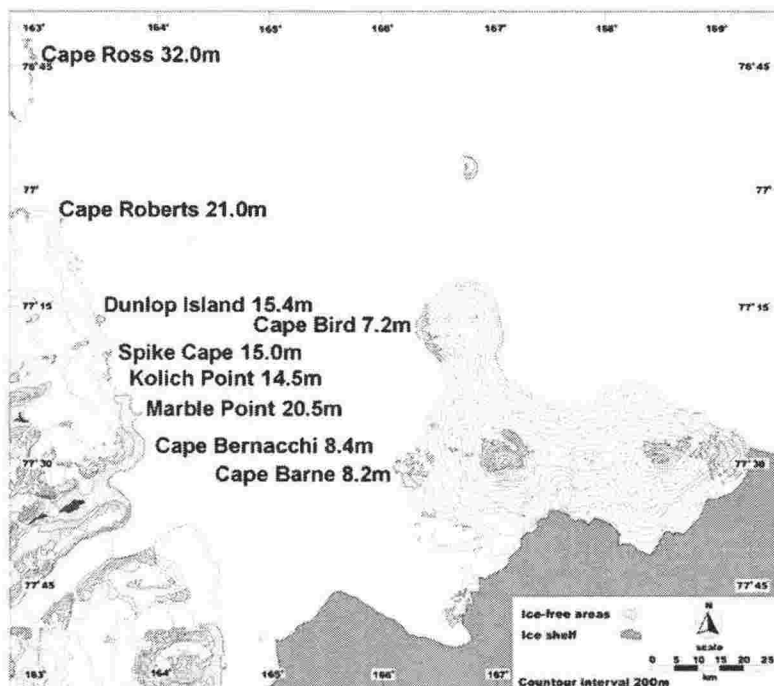 163° 164° 165° 166° 167° 168° 169°
Cape Ross 32.0m
76°45 76°45
77° 77°
Cape Roberts 21.0m
77°15 77°15
Dunlop Island 15.4m
Cape Bird 7.2m
Spike Cape 15.0m
Kolich Point 14.5m
Marble Point 20.5m
Cape Bernacchi 8.4m
Cape Barne 8.2m
77°30 77°30
77°45 77°45
Ice-free areas
Ice shelf
N
scale
0 5 10 15 20 25
km
Countour interval 200m
163 164 165 166 167